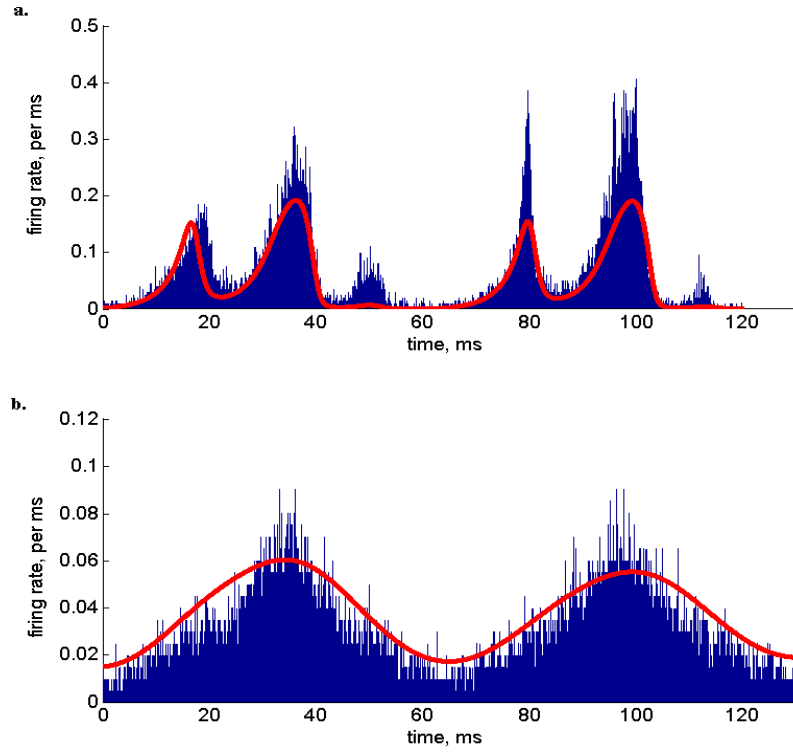 a.
0.5
0.4
0.3
0.2
0.1
0
firing rate, per ms
0 20 40 60 80 100 120
time, ms
b.
0.12
0.1
0.08
0.06
0.04
0.02
0
firing rate, per ms
0 20 40 60 80 100 120
time, ms